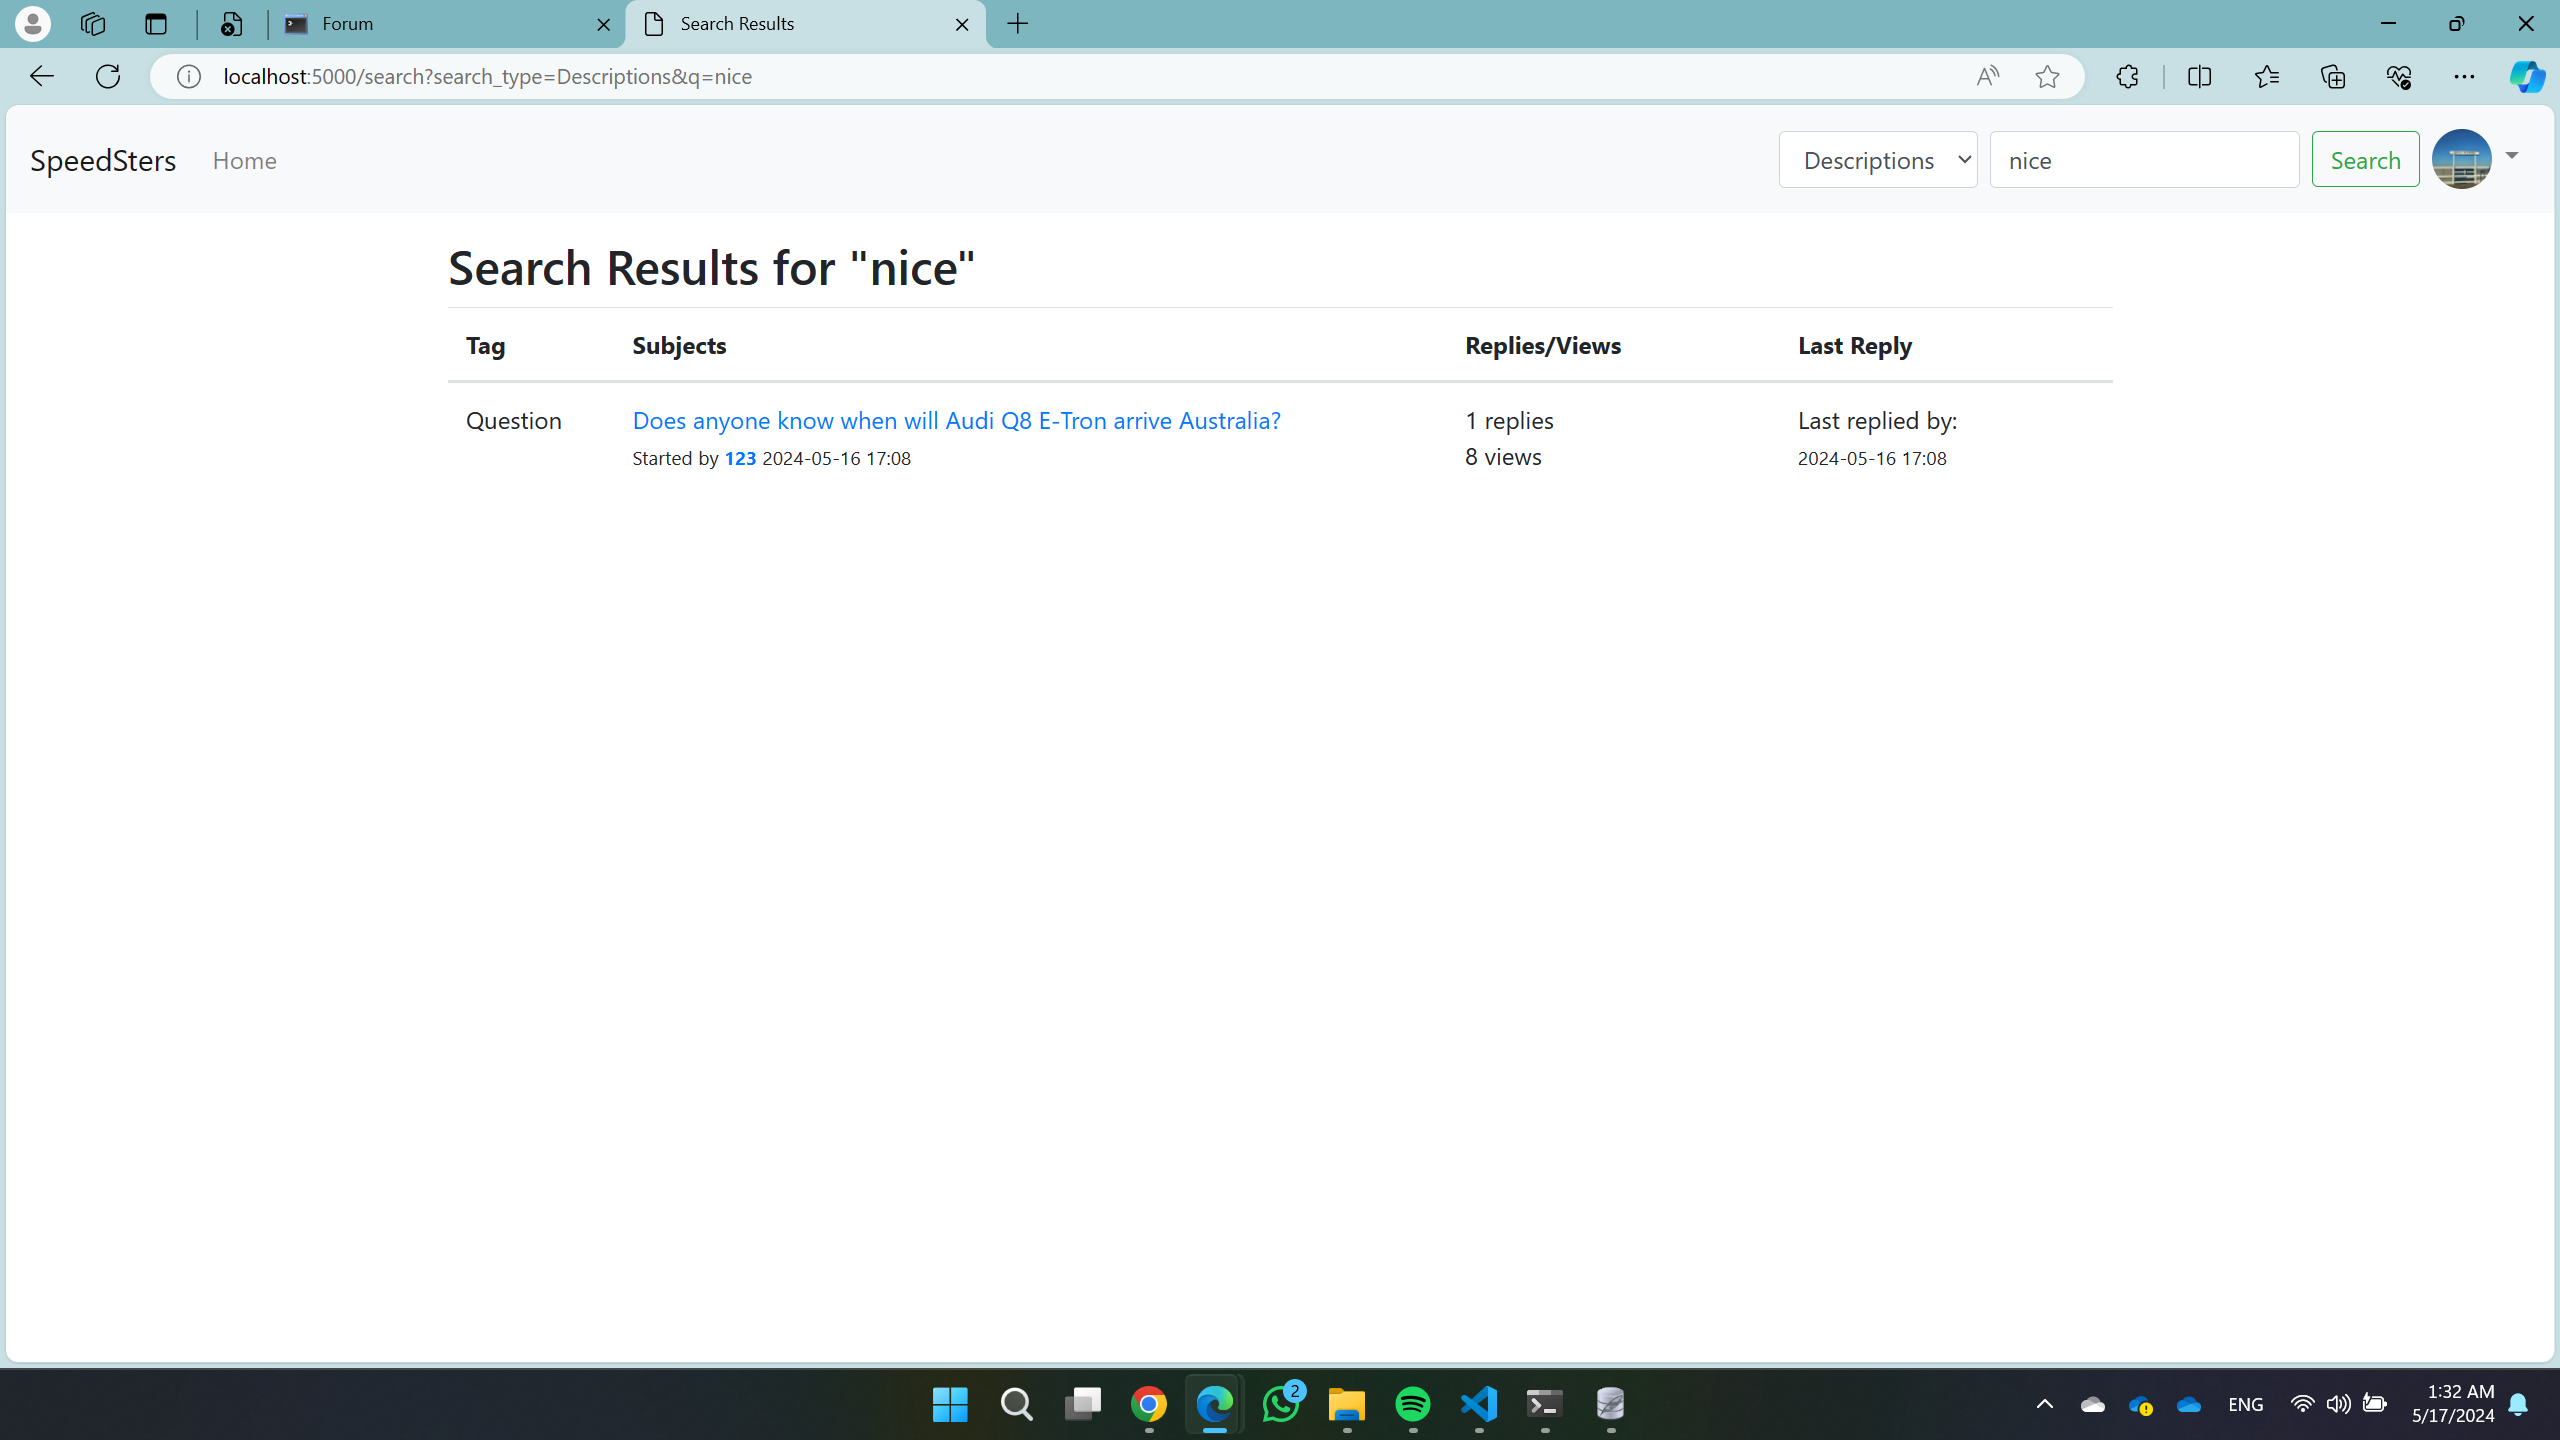 Forum
Search Results
localhost:5000/search?search_type=Descriptions&q=nice
SpeedSters
Home
Descriptions
nice
Search
Search Results for "nice"
Tag
Subjects
Replies/Views
Last Reply
Question
Does anyone know when will Audi Q8 E-Tron arrive Australia?
Started by 123 2024-05-16 17:08
1 replies
8 views
Last replied by:
2024-05-16 17:08
2
ENG
1:32 AM
5/17/2024